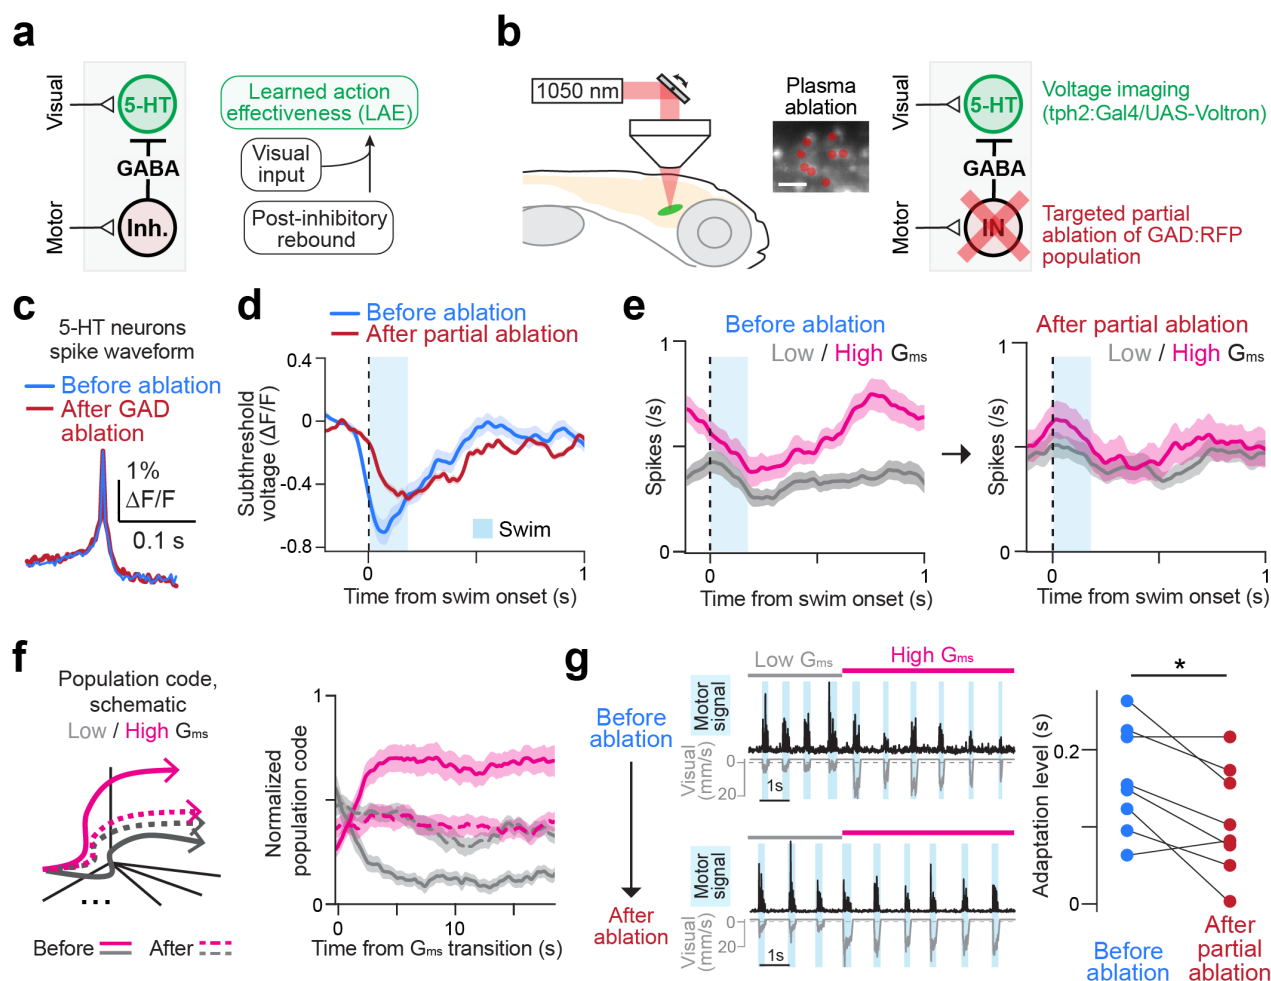 a
Visual
5-HT
GABA
Motor
Inh.
Learned action
effectiveness (LAE)
Visual
input
Post-inhibitory
rebound
b
1050 nm
Plasma
ablation
Visual
5-HT
GABA
Motor
IN
Voltage imaging
(tph2:Gal4/UAS-Voltron)
Targeted partial
ablation of GAD:RFP
population
c
5-HT neurons
spike waveform
Before ablation
After GAD
ablation
1%
ΔF/F
0.1 s
d
Before ablation
After partial ablation
Subthreshold
voltage (ΔF/F)
0.4
0
-0.4
-0.8
Swim
0
1
Time from swim onset (s)
e
Before ablation
Low / High Gms
Spikes (/s)
1
0
0
1
Time from swim onset (s)
After partial ablation
Low / High Gms
Spikes (/s)
1
0
0
1
Time from swim onset (s)
f
Population code,
schematic
Low / High Gms
...
Before
After
Normalized
population code
1
0
0
10
Time from Gms transition (s)
g
Before
ablation
After
ablation
Low Gms
High Gms
Motor
signal
Visual
(mm/s)
0
20
1s
Motor
signal
Visual
(mm/s)
0
20
1s
*
Adaptation level (s)
0.2
0
Before
ablation
After
partial
ablation